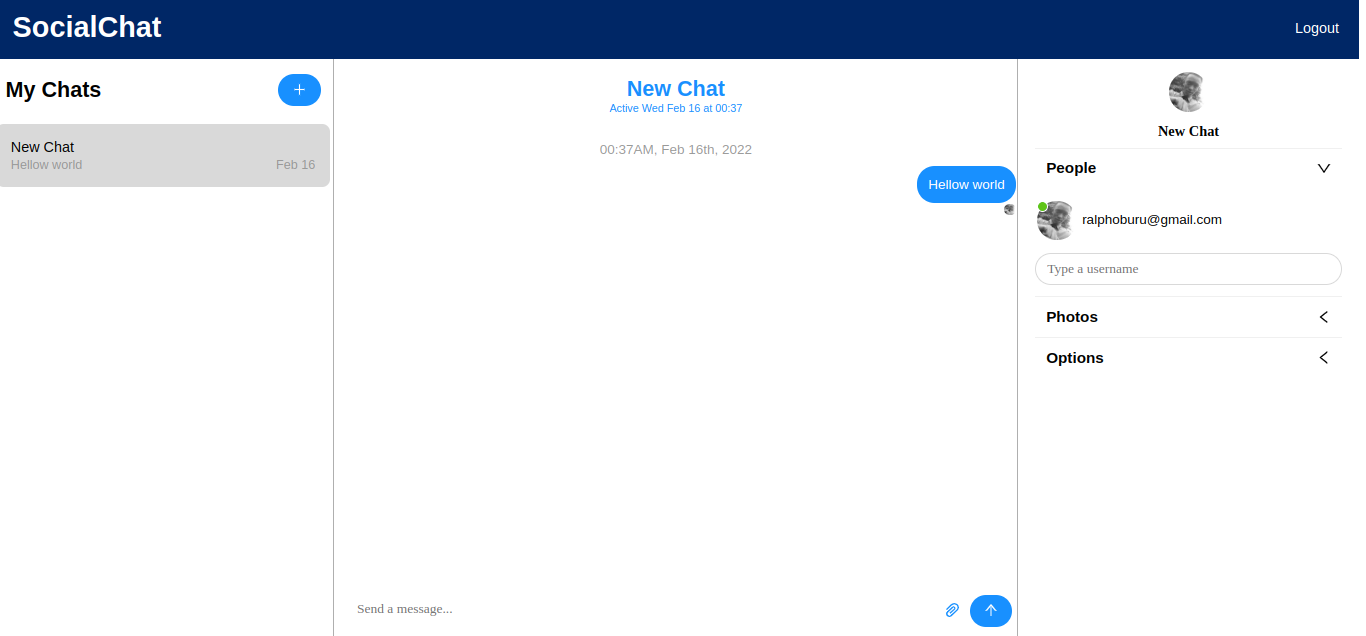 SocialChat
Logout
My Chats
+
New Chat
Hellow world
Feb 16
New Chat
Active Wed Feb 16 at 00:37
00:37AM, Feb 16th, 2022
Hellow world
Send a message...
New Chat
People
ralphoburu@gmail.com
Type a username
Photos
Options